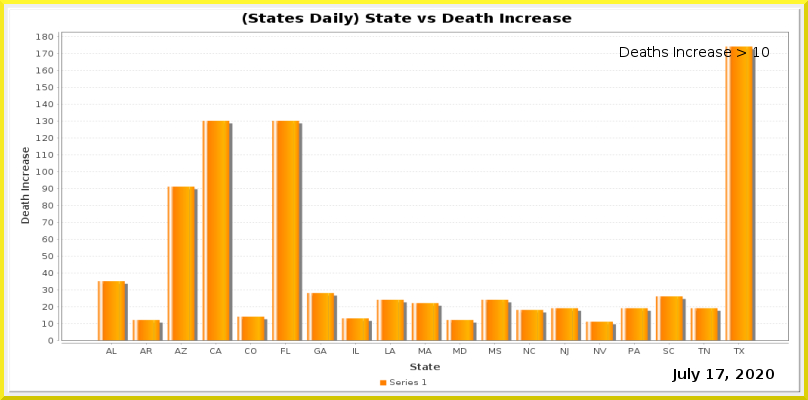 (States Daily) State vs Death Increase
Deaths Increase > 10
Death Increase
180
170
160
150
140
130
120
110
100
90
80
70
60
50
40
30
20
10
0
AL AR AZ CA CO FL GA IL LA MA MD MS NC NJ NV PA SC TN TX
State
Series 1
July 17, 2020